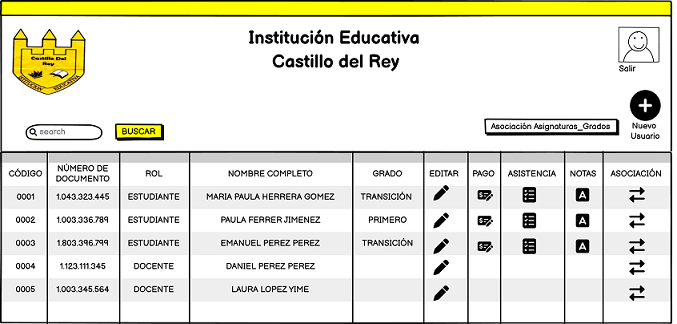 Institución Educativa
Castillo del Rey
Castillo Del
Rey
INSTITUCIÓN EDUCATIVA
Salir
search
BUSCAR
Asociación Asignaturas_Grados
Nuevo
Usuario
CÓDIGO NÚMERO DE DOCUMENTO ROL NOMBRE COMPLETO GRADO EDITAR PAGO ASISTENCIA NOTAS ASOCIACIÓN
0001 1.043.323.445 ESTUDIANTE MARIA PAULA HERRERA GOMEZ TRANSICIÓN A
0002 1.003.336.789 ESTUDIANTE PAULA FERRER JIMENEZ PRIMERO A
0003 1.803.396.799 ESTUDIANTE EMANUEL PEREZ PEREZ TRANSICIÓN A
0004 1.123.111.345 DOCENTE DANIEL PEREZ PEREZ
0005 1.003.345.564 DOCENTE LAURA LOPEZ YIME